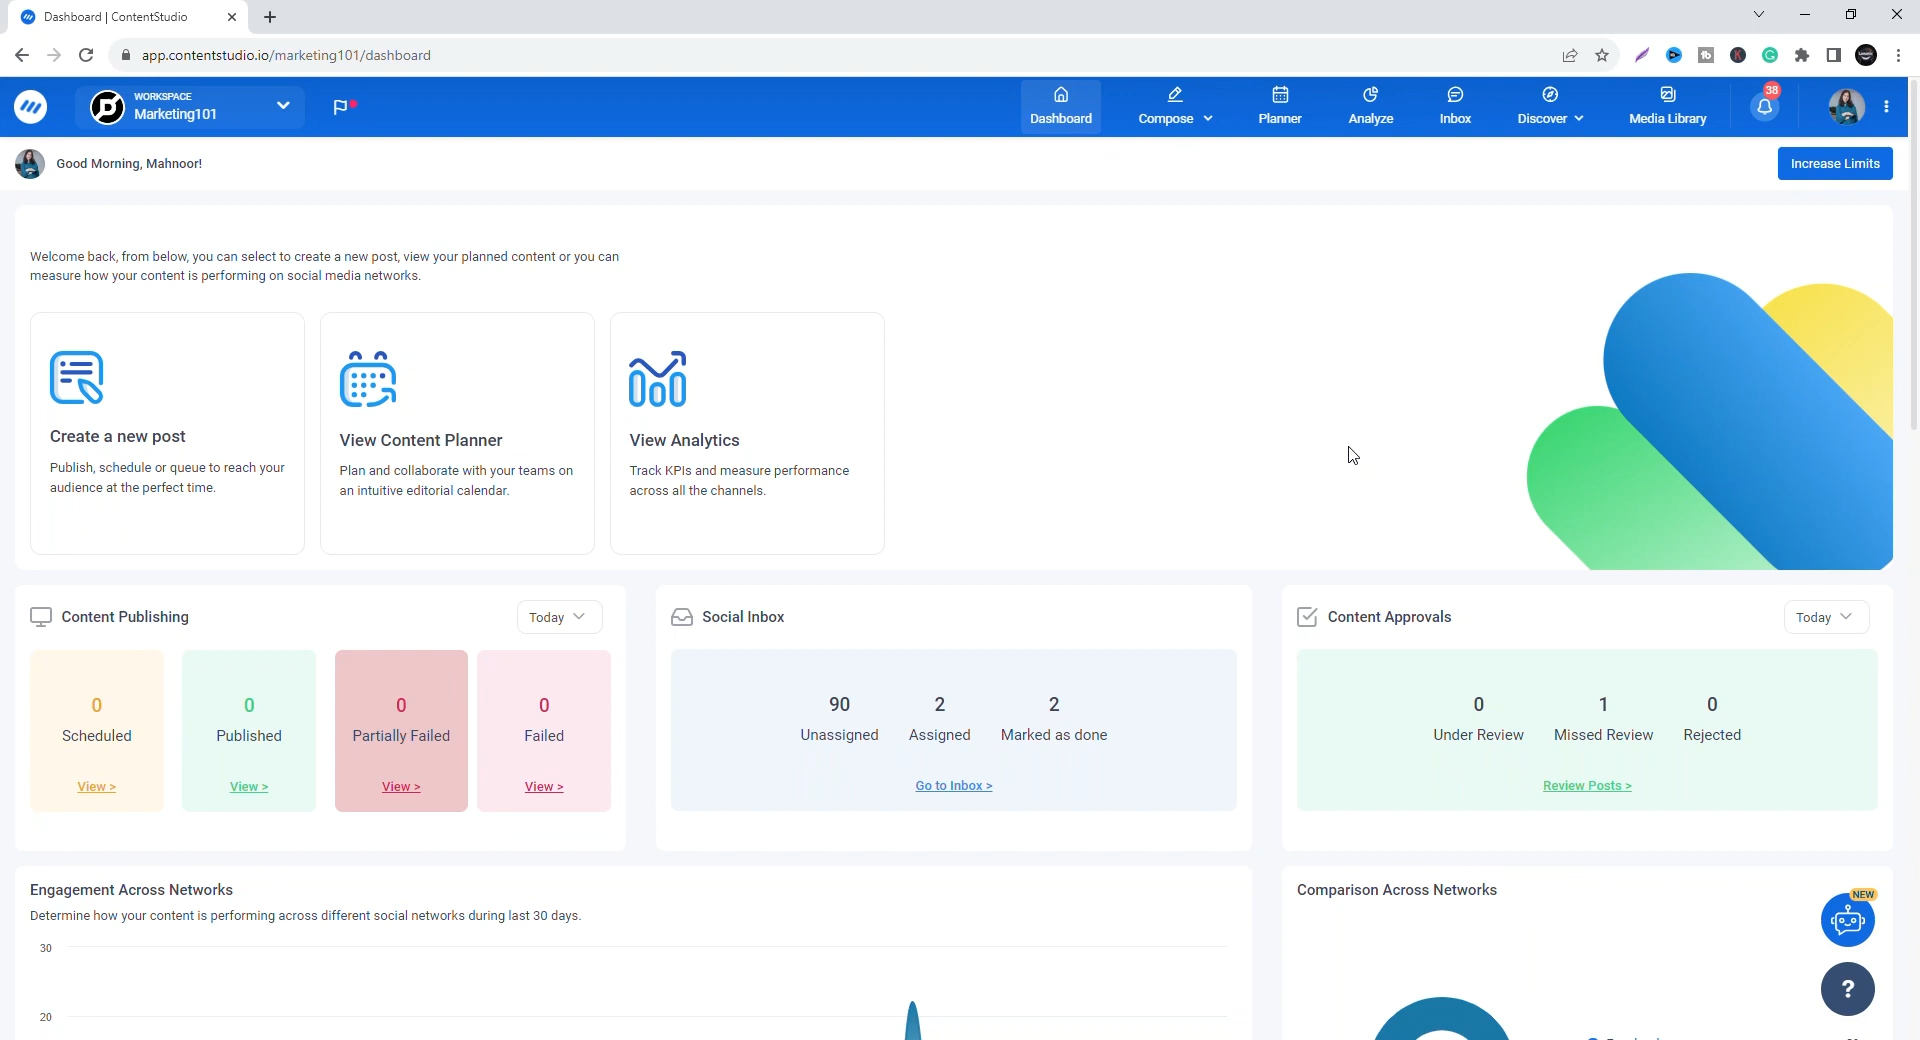 Dashboard | ContentStudio
app.contentstudio.io/marketing101/dashboard
WORKSPACE
Marketing101
Dashboard
Compose
Planner
Analyze
Inbox
Discover
Media Library
38
Good Morning, Mahnoor!
Increase Limits
Welcome back, from below, you can select to create a new post, view your planned content or you can
measure how your content is performing on social media networks.
Create a new post
Publish, schedule or queue to reach your
audience at the perfect time.
View Content Planner
Plan and collaborate with your teams on
an intuitive editorial calendar.
View Analytics
Track KPIs and measure performance
across all the channels.
Content Publishing
Today
0
Scheduled
View >
0
Published
View >
0
Partially Failed
View >
0
Failed
View >
Social Inbox
90
Unassigned
2
Assigned
2
Marked as done
Go to Inbox >
Content Approvals
Today
0
Under Review
1
Missed Review
0
Rejected
Review Posts >
Engagement Across Networks
Determine how your content is performing across different social networks during last 30 days.
30
20
Comparison Across Networks
NEW
?